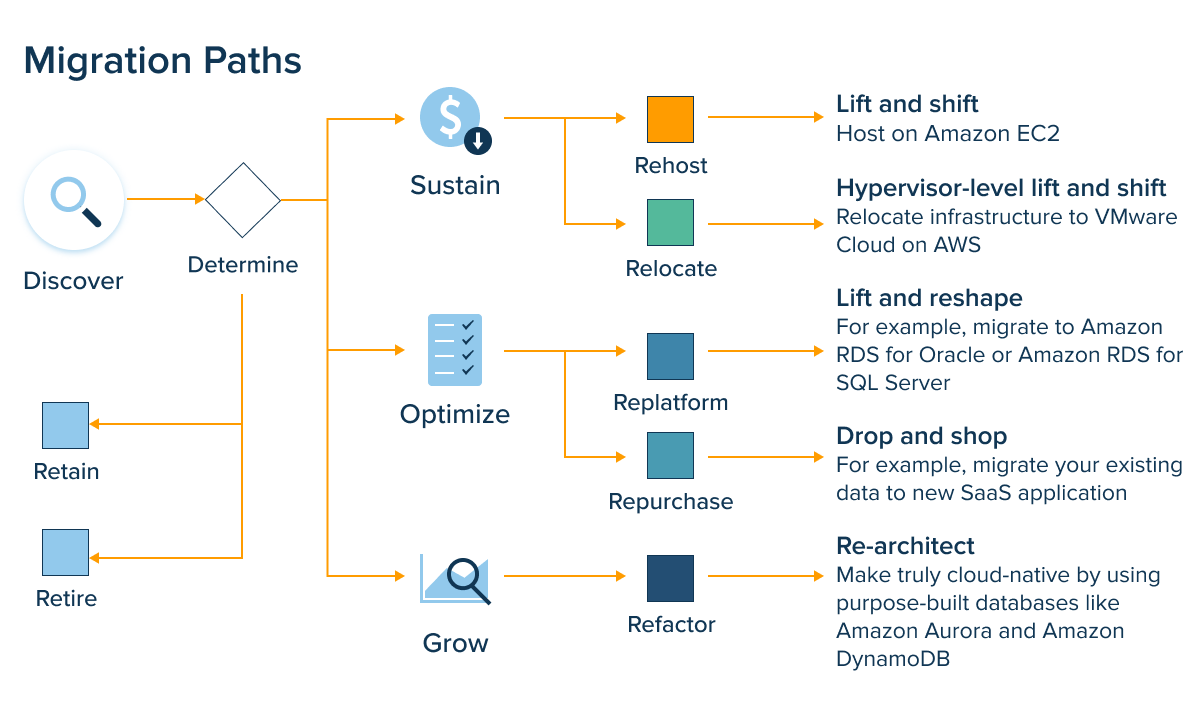 Migration Paths
Discover
Determine
Retain
Retire
Sustain
Optimize
Grow
Rehost
Relocate
Replatform
Repurchase
Refactor
Lift and shift
Host on Amazon EC2
Hypervisor-level lift and shift
Relocate infrastructure to VMware
Cloud on AWS
Lift and reshape
For example, migrate to Amazon
RDS for Oracle or Amazon RDS for
SQL Server
Drop and shop
For example, migrate your existing
data to new SaaS application
Re-architect
Make truly cloud-native by using
purpose-built databases like
Amazon Aurora and Amazon
DynamoDB